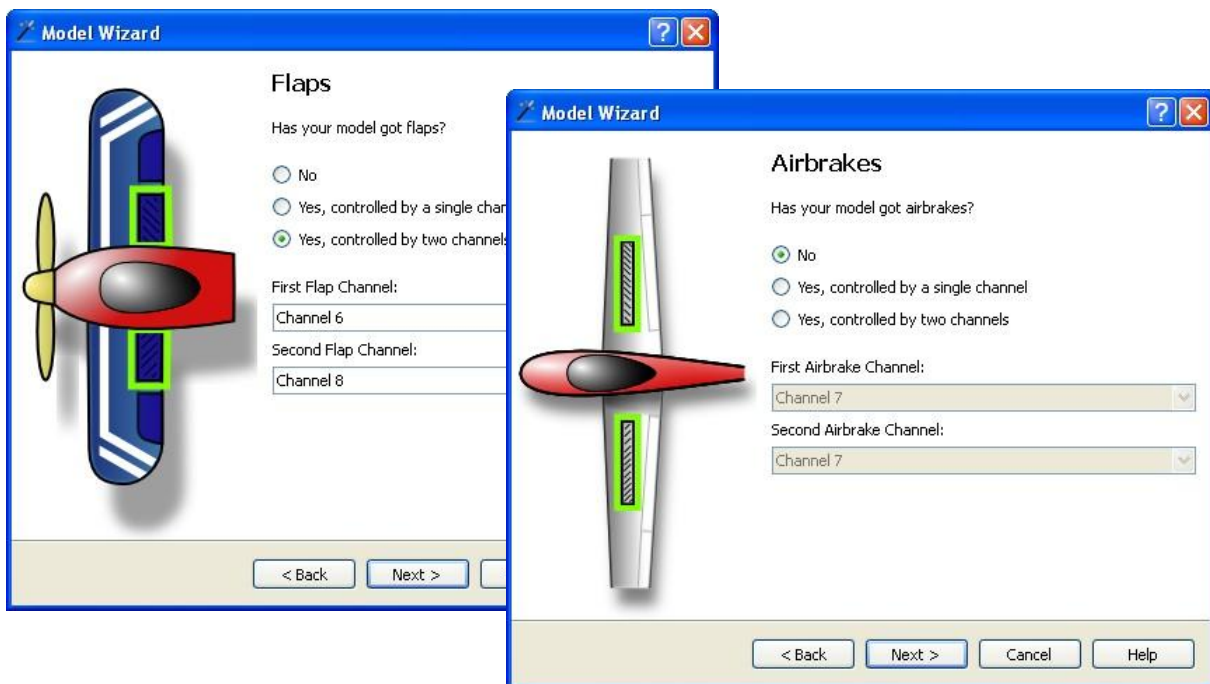 Model Wizard
Flaps
Has your model got flaps?
No
Yes, controlled by a single
Yes, controlled by two channels
First Flap Channel:
Channel 6
Second Flap Channel:
Channel 8
< Back
Next >
Model Wizard
Airbrakes
Has your model got airbrakes?
No
Yes, controlled by a single channel
Yes, controlled by two channels
First Airbrake Channel:
Channel 7
Second Airbrake Channel:
Channel 7
< Back
Next >
Cancel
Help